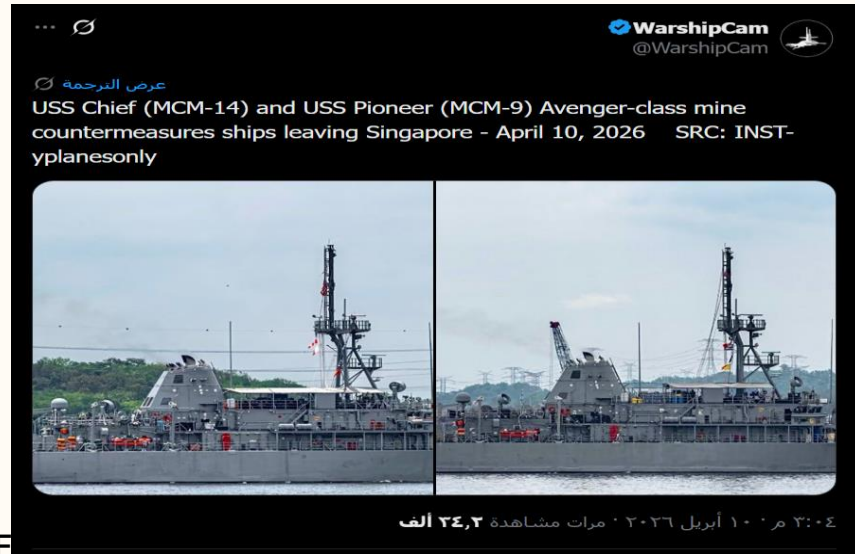 WarshipCam
@WarshipCam
عرض الترجمة
USS Chief (MCM-14) and USS Pioneer (MCM-9) Avenger-class mine
countermeasures ships leaving Singapore - April 10, 2026 SRC: INST-
yplanesonly
٣:٠٤ م · ١٠ أبريل ٢٠٢٦ · مرات مشاهدة ٣٤,٢ ألف